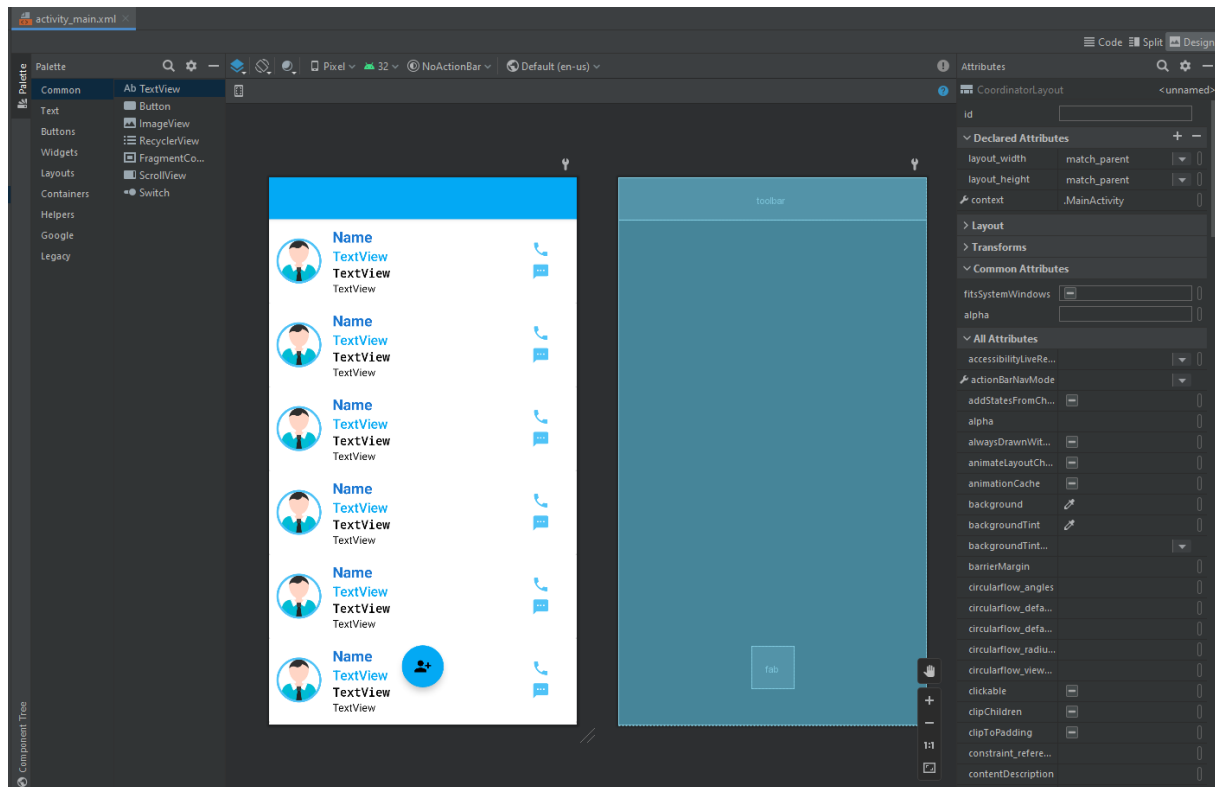 activity_main.xml
Code Split Design
Palette
Palette
Common
Text
Buttons
Widgets
Layouts
Containers
Helpers
Google
Legacy
Ab TextView
Button
ImageView
RecyclerView
FragmentCo...
ScrollView
Switch
Component Tree
Pixel 32 NoActionBar Default (en-us)
Name
TextView
TextView
TextView
Name
TextView
TextView
TextView
Name
TextView
TextView
TextView
Name
TextView
TextView
TextView
Name
TextView
TextView
TextView
Name
TextView
TextView
TextView
toolbar
fab
1:1
Attributes
CoordinatorLayout <unnamed>
id
Declared Attributes
layout_width match_parent
layout_height match_parent
context .MainActivity
Layout
Transforms
Common Attributes
fitsSystemWindows
alpha
All Attributes
accessibilityLiveRe...
actionBarNavMode
addStatesFromCh...
alpha
alwaysDrawnWit...
animateLayoutCh...
animationCache
background
backgroundTint
backgroundTint...
barrierMargin
circularflow_angles
circularflow_defa...
circularflow_defa...
circularflow_radiu...
circularflow_view...
clickable
clipChildren
clipToPadding
constraint_refere...
contentDescription